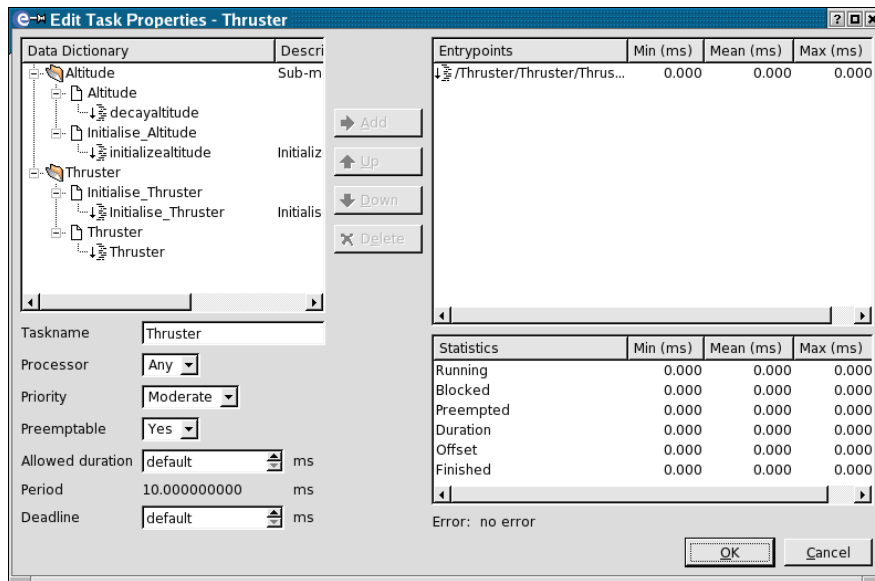 Edit Task Properties - Thruster
Data Dictionary Descri
Altitude Sub-m
Altitude
decayaltitude
Initialise_Altitude
initializealtitude Initializ
Thruster
Initialise_Thruster
Initialise_Thruster Initialis
Thruster
Thruster
Add
Up
Down
Delete
Entrypoints Min (ms) Mean (ms) Max (ms)
/Thruster/Thruster/Thrus... 0.000 0.000 0.000
Taskname Thruster
Processor Any
Priority Moderate
Preemptable Yes
Allowed duration default ms
Period 10.000000000 ms
Deadline default ms
Statistics Min (ms) Mean (ms) Max (ms)
Running 0.000 0.000 0.000
Blocked 0.000 0.000 0.000
Preempted 0.000 0.000 0.000
Duration 0.000 0.000 0.000
Offset 0.000 0.000 0.000
Finished 0.000 0.000 0.000
Error: no error
OK Cancel